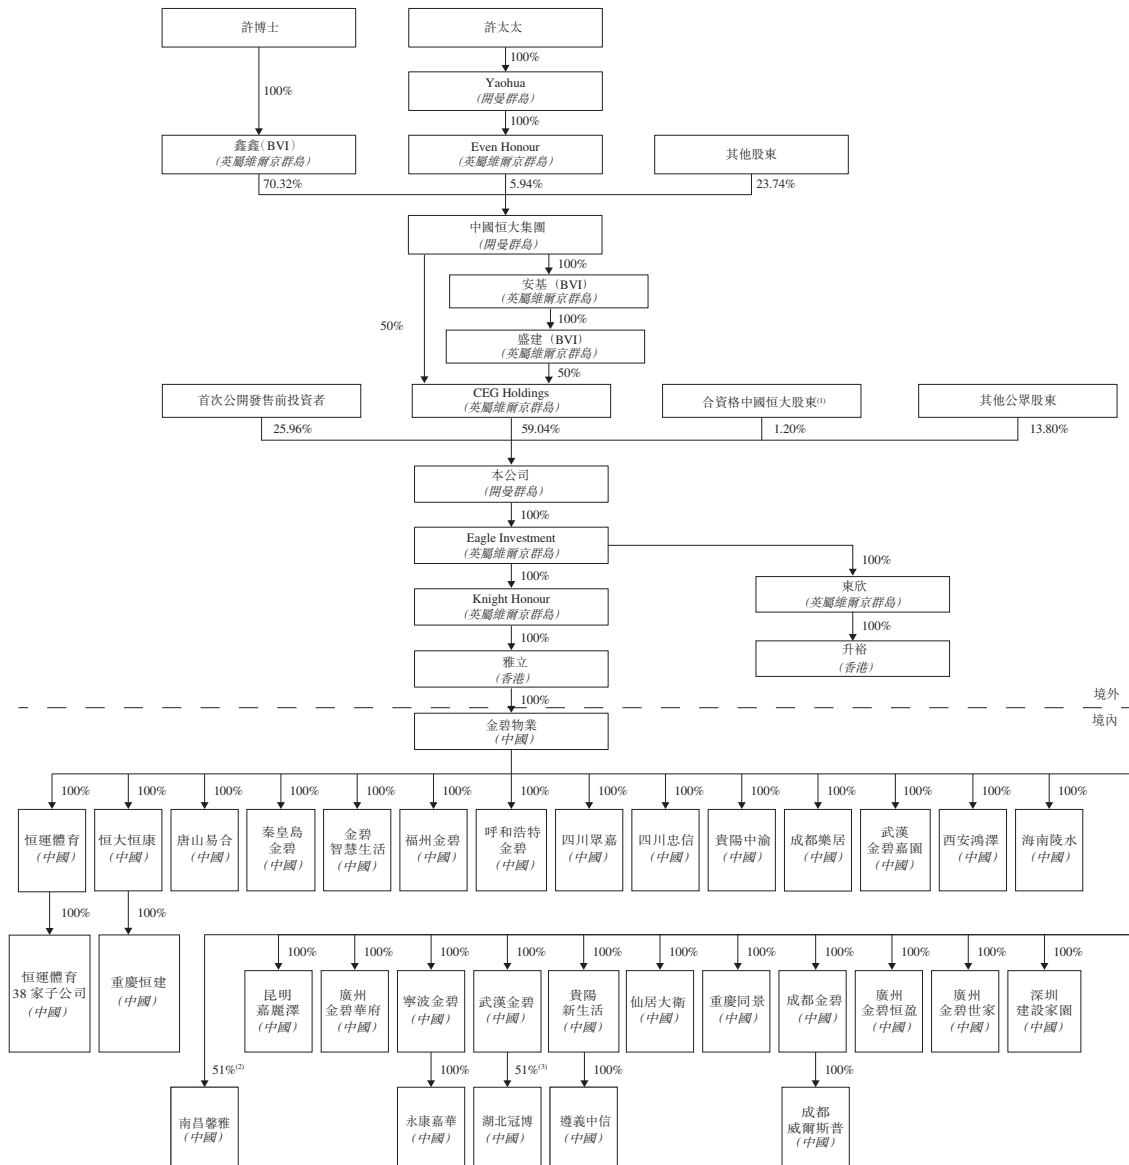 許博士
許太太
100%
Yaohua
(開曼群島)
100%
100%
鑫鑫(BVI)
(英屬維爾京群島)
Even Honour
(英屬維爾京群島)
其他股東
70.32%
5.94%
23.74%
中國恒大集團
(開曼群島)
100%
安基 (BVI)
(英屬維爾京群島)
50%
100%
盛建 (BVI)
(英屬維爾京群島)
50%
首次公開發售前投資者
CEG Holdings
(英屬維爾京群島)
合資格中國恒大股東(1)
其他公眾股東
25.96%
59.04%
1.20%
13.80%
本公司
(開曼群島)
100%
Eagle Investment
(英屬維爾京群島)
100%
100%
Knight Honour
(英屬維爾京群島)
東欣
(英屬維爾京群島)
100%
100%
雅立
(香港)
升裕
(香港)
100%
境外
境內
金碧物業
(中國)
100%
100%
100%
100%
100%
100%
100%
100%
100%
100%
100%
100%
100%
100%
恒運體育
(中國)
恒大恒康
(中國)
唐山易合
(中國)
秦皇島
金碧
(中國)
金碧
智慧生活
(中國)
福州金碧
(中國)
呼和浩特
金碧
(中國)
四川眾嘉
(中國)
四川忠信
(中國)
貴陽中渝
(中國)
成都樂居
(中國)
武漢
金碧嘉園
(中國)
西安鴻澤
(中國)
海南陵水
(中國)
100%
100%
恒運體育
38 家子公司
(中國)
重慶恒建
(中國)
100%
100%
100%
100%
100%
100%
100%
100%
100%
100%
100%
昆明
嘉麗澤
(中國)
廣州
金碧華府
(中國)
寧波金碧
(中國)
武漢金碧
(中國)
貴陽
新生活
(中國)
仙居大衛
(中國)
重慶同景
(中國)
成都金碧
(中國)
廣州
金碧恒盈
(中國)
廣州
金碧世家
(中國)
深圳
建設家園
(中國)
51%(2)
100%
51%(3)
100%
100%
南昌馨雅
(中國)
永康嘉華
(中國)
湖北冠博
(中國)
遵義中信
(中國)
成都
威爾斯普
(中國)